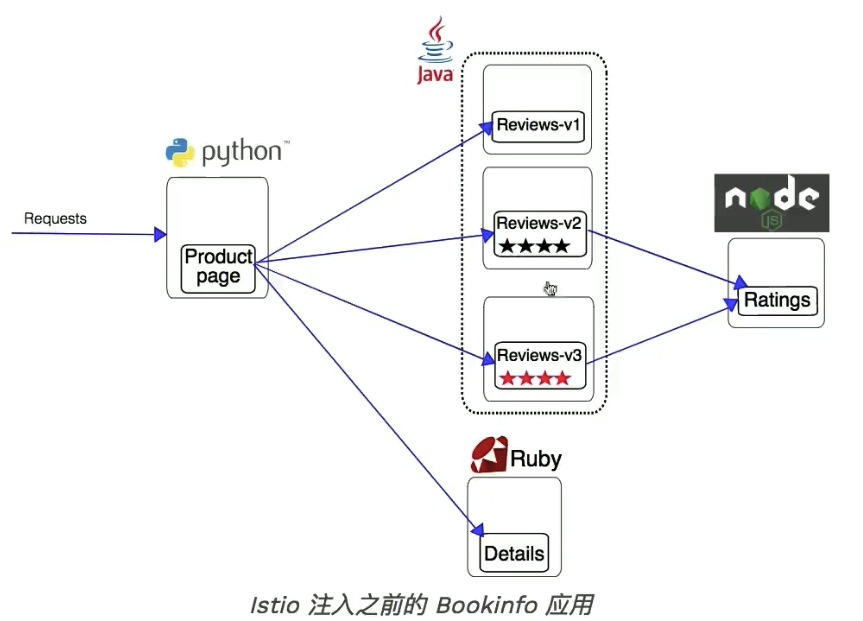 Java
Reviews-v1
python™
Requests
Product
page
Reviews-v2
node
JS
Ratings
Reviews-v3
Ruby
Details
Istio 注入之前的 Bookinfo 应用